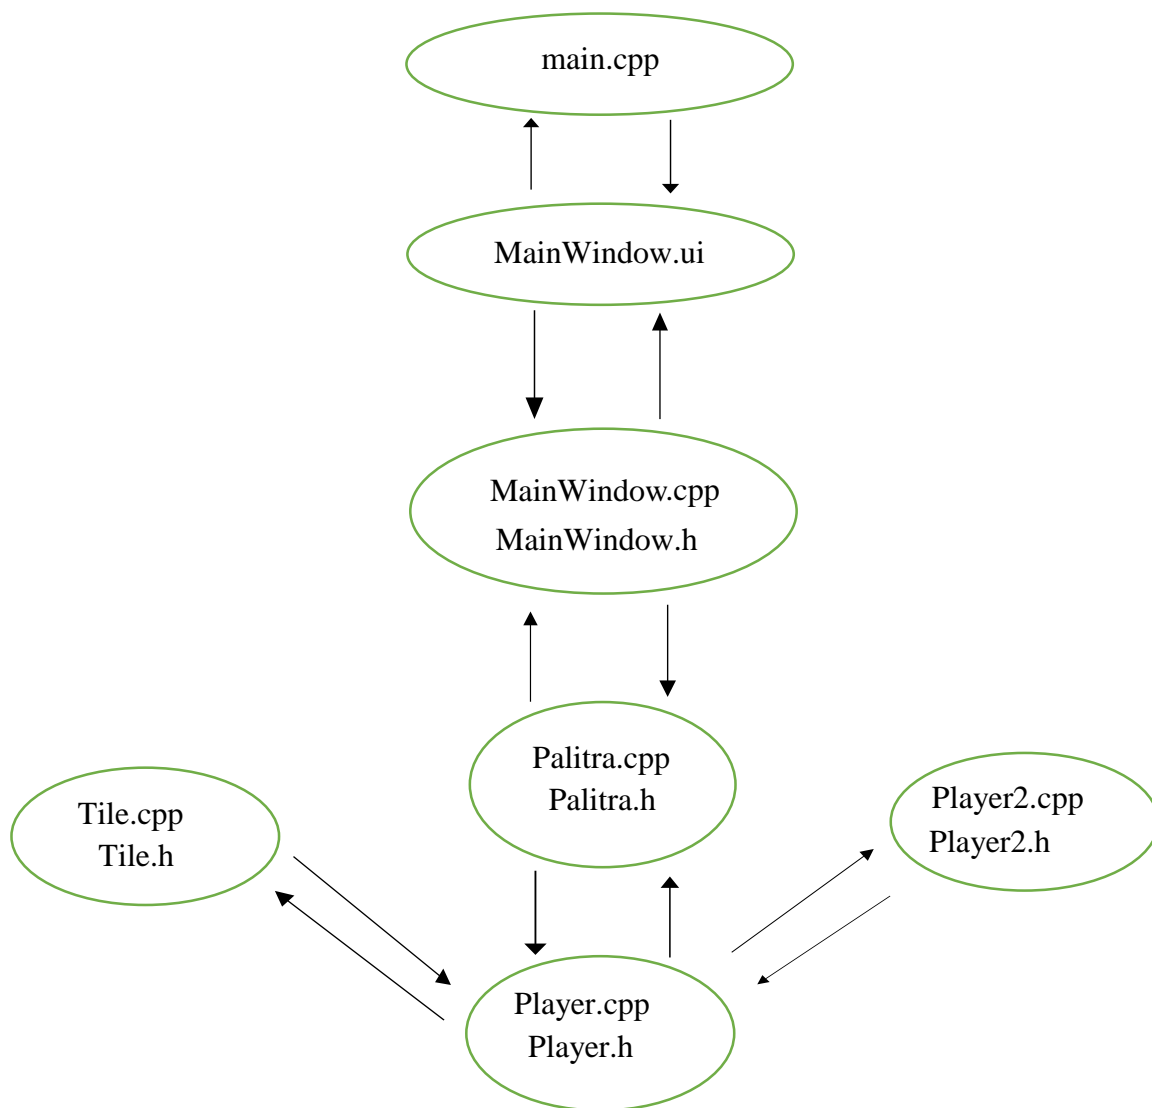 main.cpp
MainWindow.ui
MainWindow.cpp
MainWindow.h
Palitra.cpp
Palitra.h
Tile.cpp
Tile.h
Player2.cpp
Player2.h
Player.cpp
Player.h